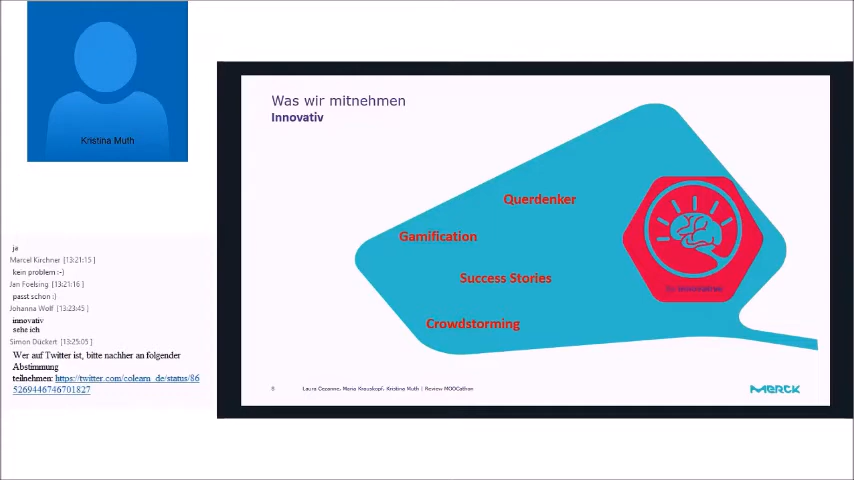 Kristina Muth
ja
Marcel Kirchner [13:21:15 ]
kein problem :-)
Jan Foelsing [13:21:16 ]
passt schon :)
Johanna Wolf [13:23:45 ]
innovativ
sehe ich
Simon Dückert [13:25:05 ]
Wer auf Twitter ist, bitte nachher an folgender
Abstimmung
teilnehmen: https://twitter.com/colearn_de/status/86
5269446746701827
Was wir mitnehmen
Innovativ
Querdenker
Gamification
Success Stories
Crowdstorming
8
Laura Cezanne, Maria Krauskopf, Kristina Muth | Review MOOCathon
MERCK